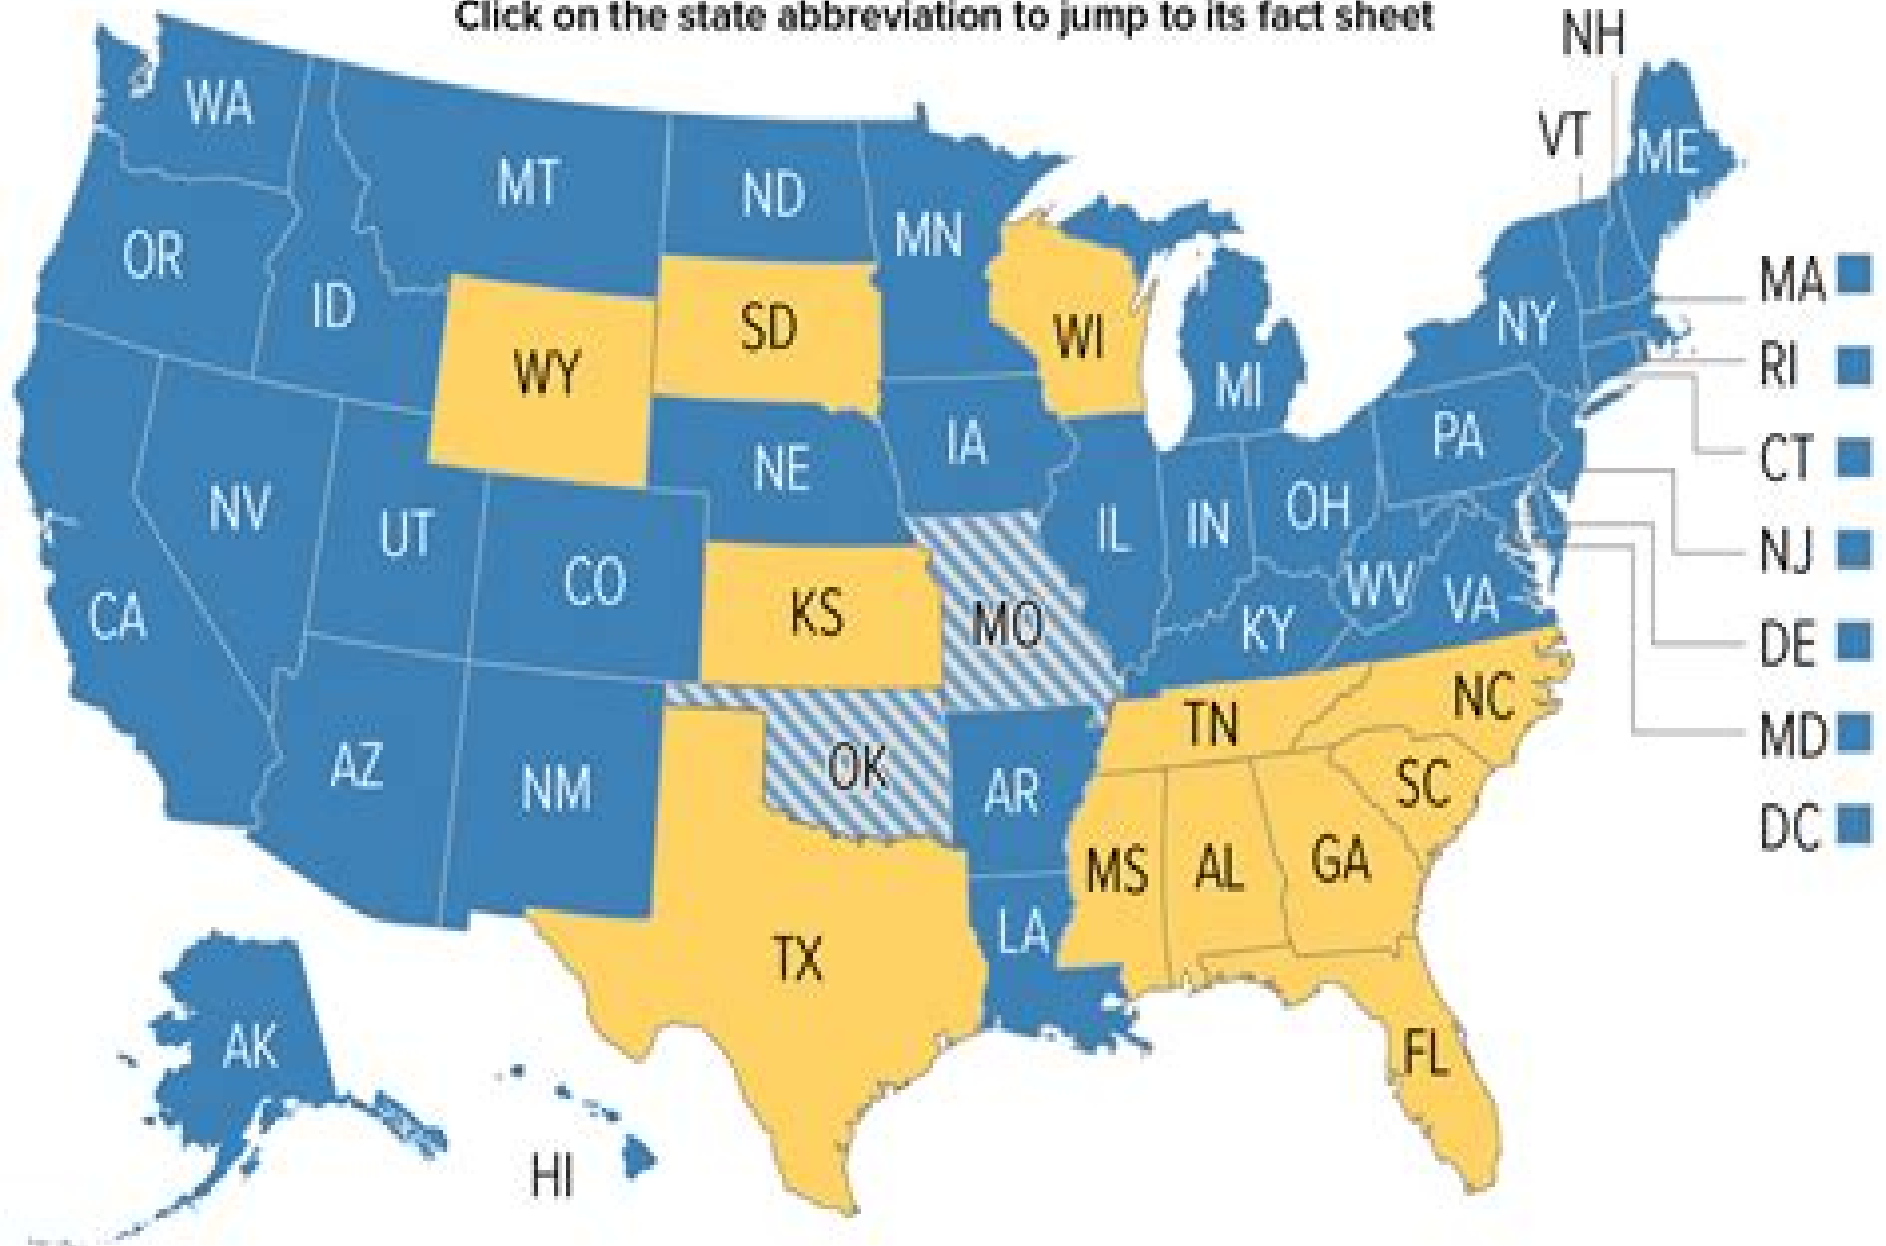 Click on the state abbreviation to jump to its fact sheet
NH
WA
VT
ME
MT
ND
MN
OR
MA
ID
SD
WI
NY
WY
MI
RI
IA
PA
CT
NE
NV
UT
IL
IN
OH
NJ
CO
KS
MO
WV
VA
CA
KY
DE
NC
TN
MD
AZ
NM
OK
AR
SC
DC
MS
AL
GA
LA
TX
AK
FL
HI